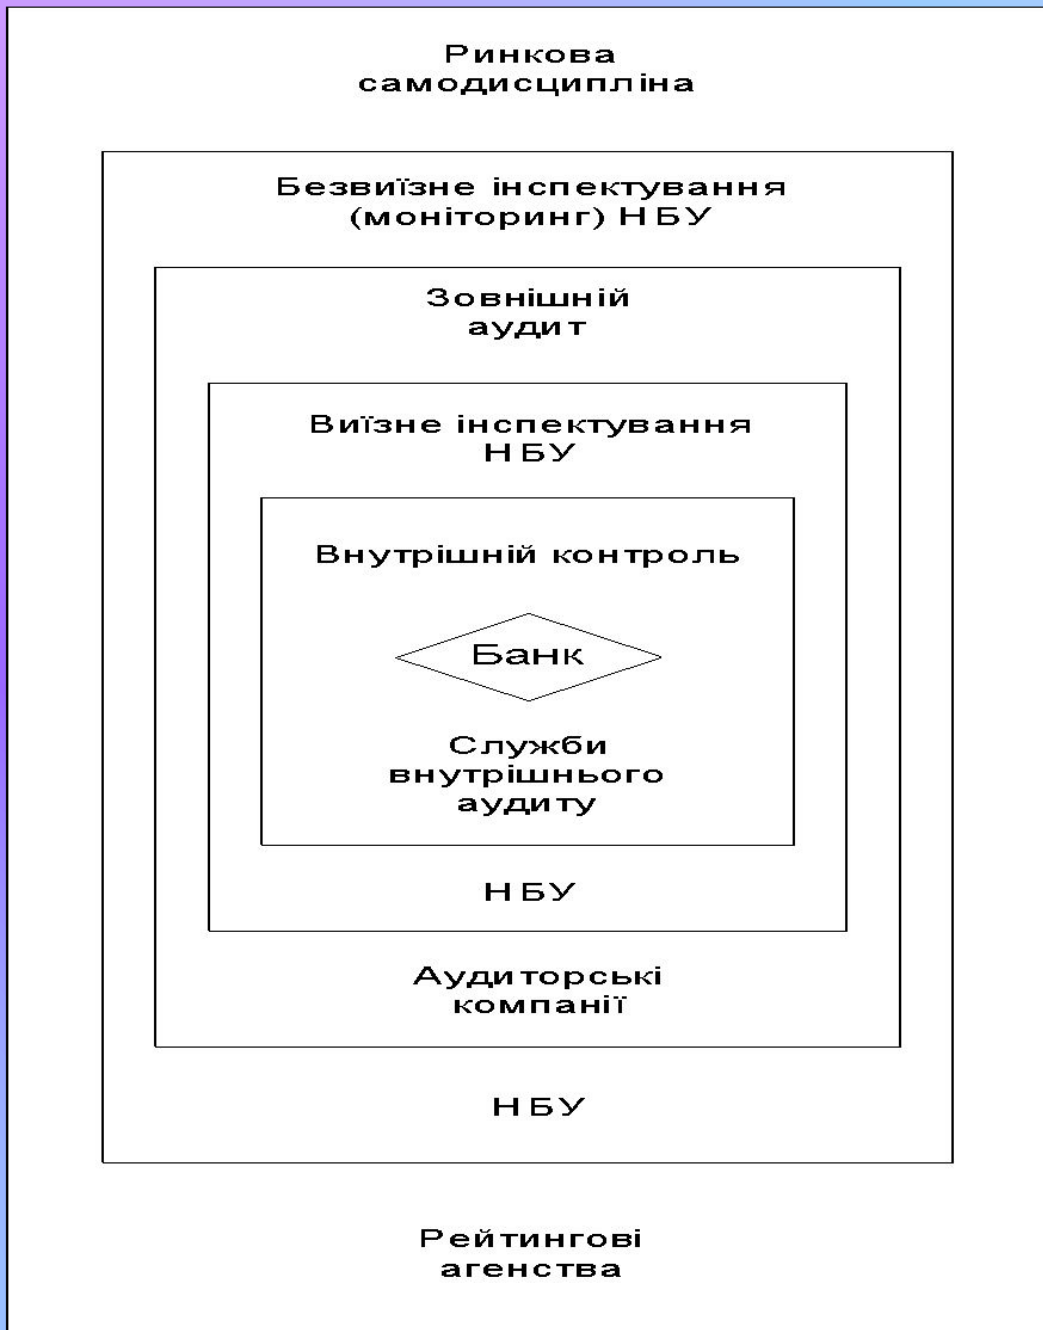 Ринкова
самодисципліна
Безвиїзне інспектування
(моніторинг) НБУ
Зовнішній
аудит
Виїзне інспектування
НБУ
Внутрішній контроль
Банк
Служби
внутрішнього
аудиту
НБУ
Аудиторські
компанії
НБУ
Рейтингові
агенства